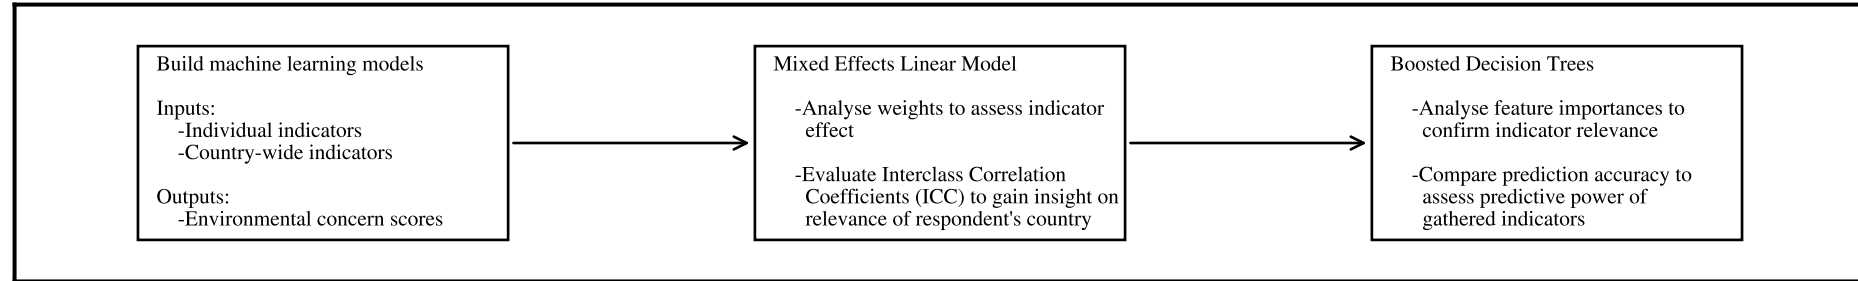 Build machine learning models
Inputs:
-Individual indicators
-Country-wide indicators
Outputs:
-Environmental concern scores
Mixed Effects Linear Model
-Analyse weights to assess indicator
effect
-Evaluate Interclass Correlation
Coefficients (ICC) to gain insight on
relevance of respondent's country
Boosted Decision Trees
-Analyse feature importances to
confirm indicator relevance
-Compare prediction accuracy to
assess predictive power of
gathered indicators